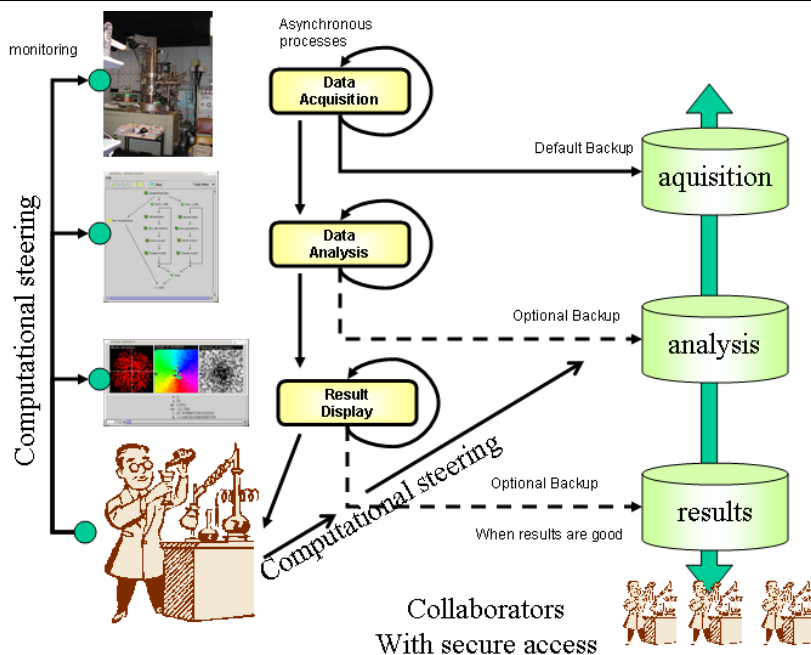 monitoring
Asynchronous
processes
Data
Acquisition
Default Backup
aquisition
Computational steering
Data
Analysis
Optional Backup
analysis
Result
Display
Computational steering
Optional Backup
results
When results are good
Collaborators
With secure access